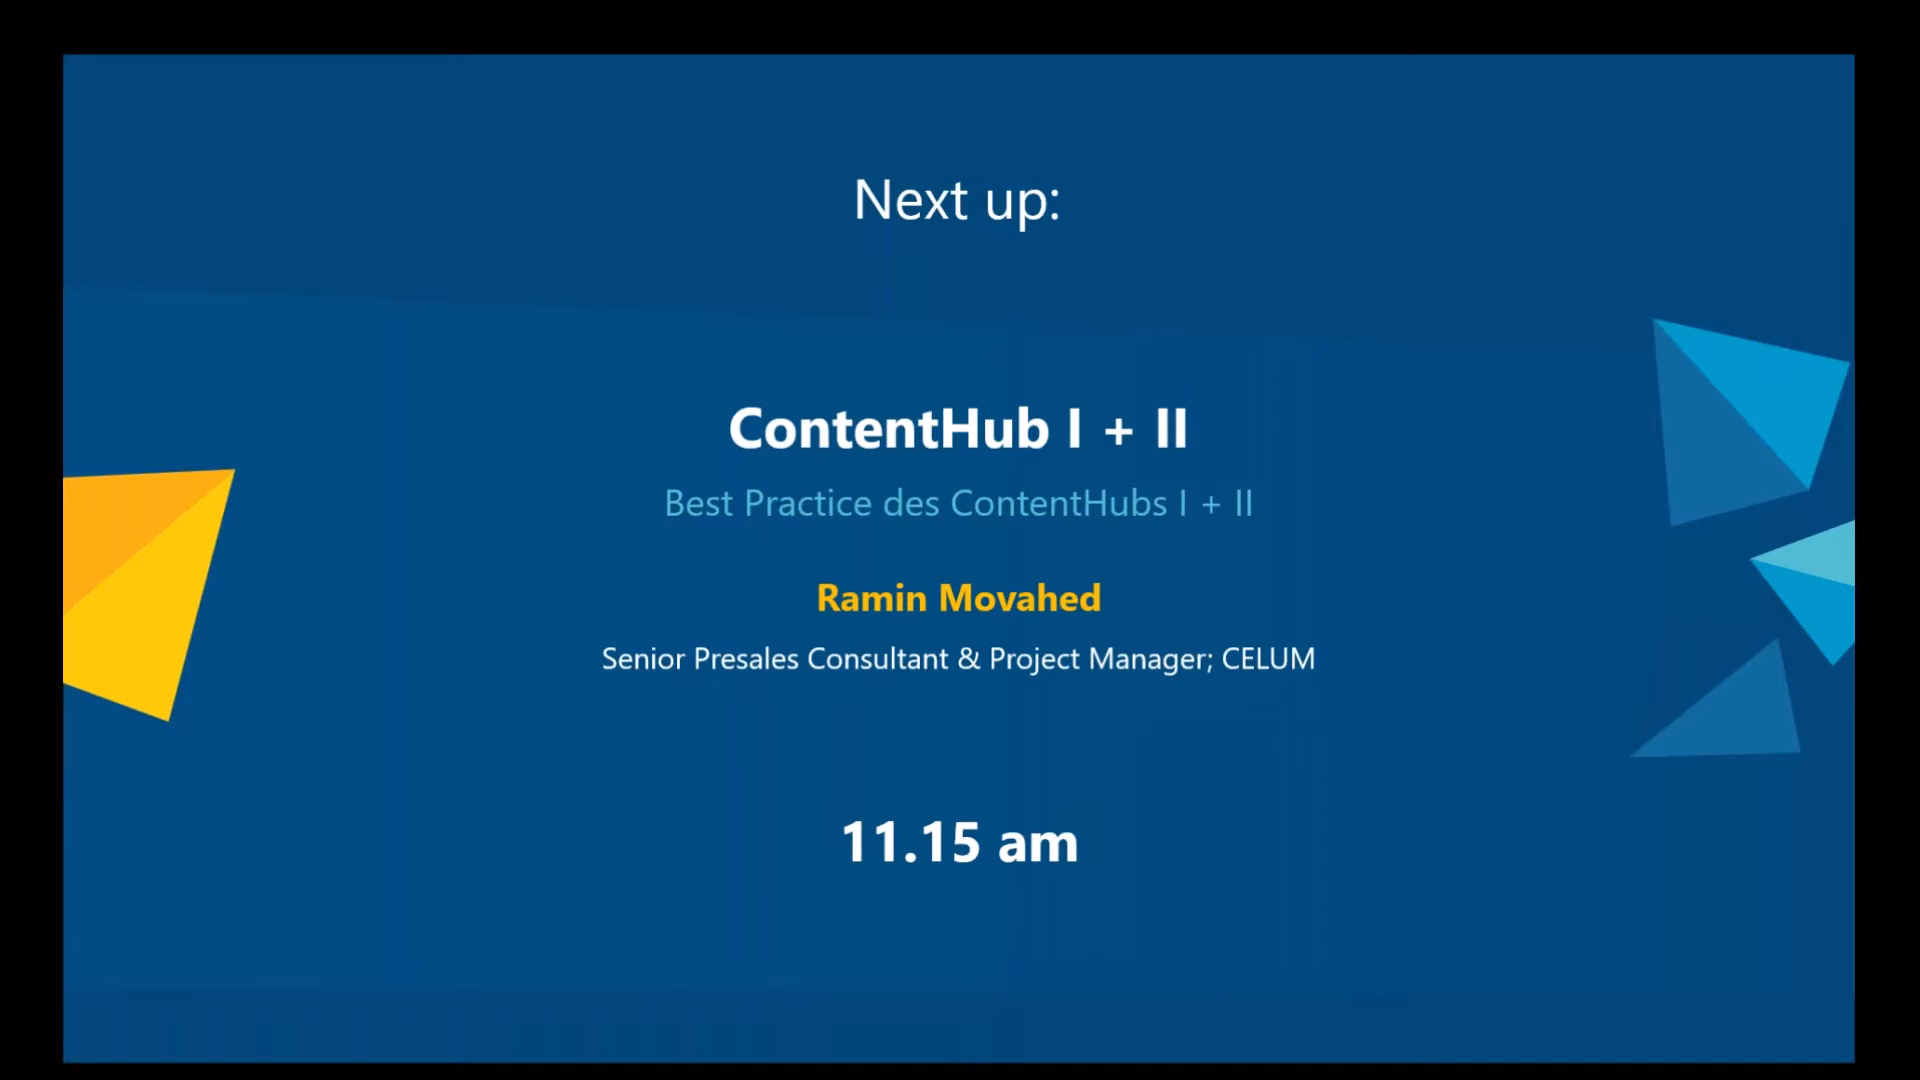 Next up:
ContentHub I + II
Best Practice des ContentHubs I + II
Ramin Movahed
Senior Presales Consultant & Project Manager; CELUM
11.15 am